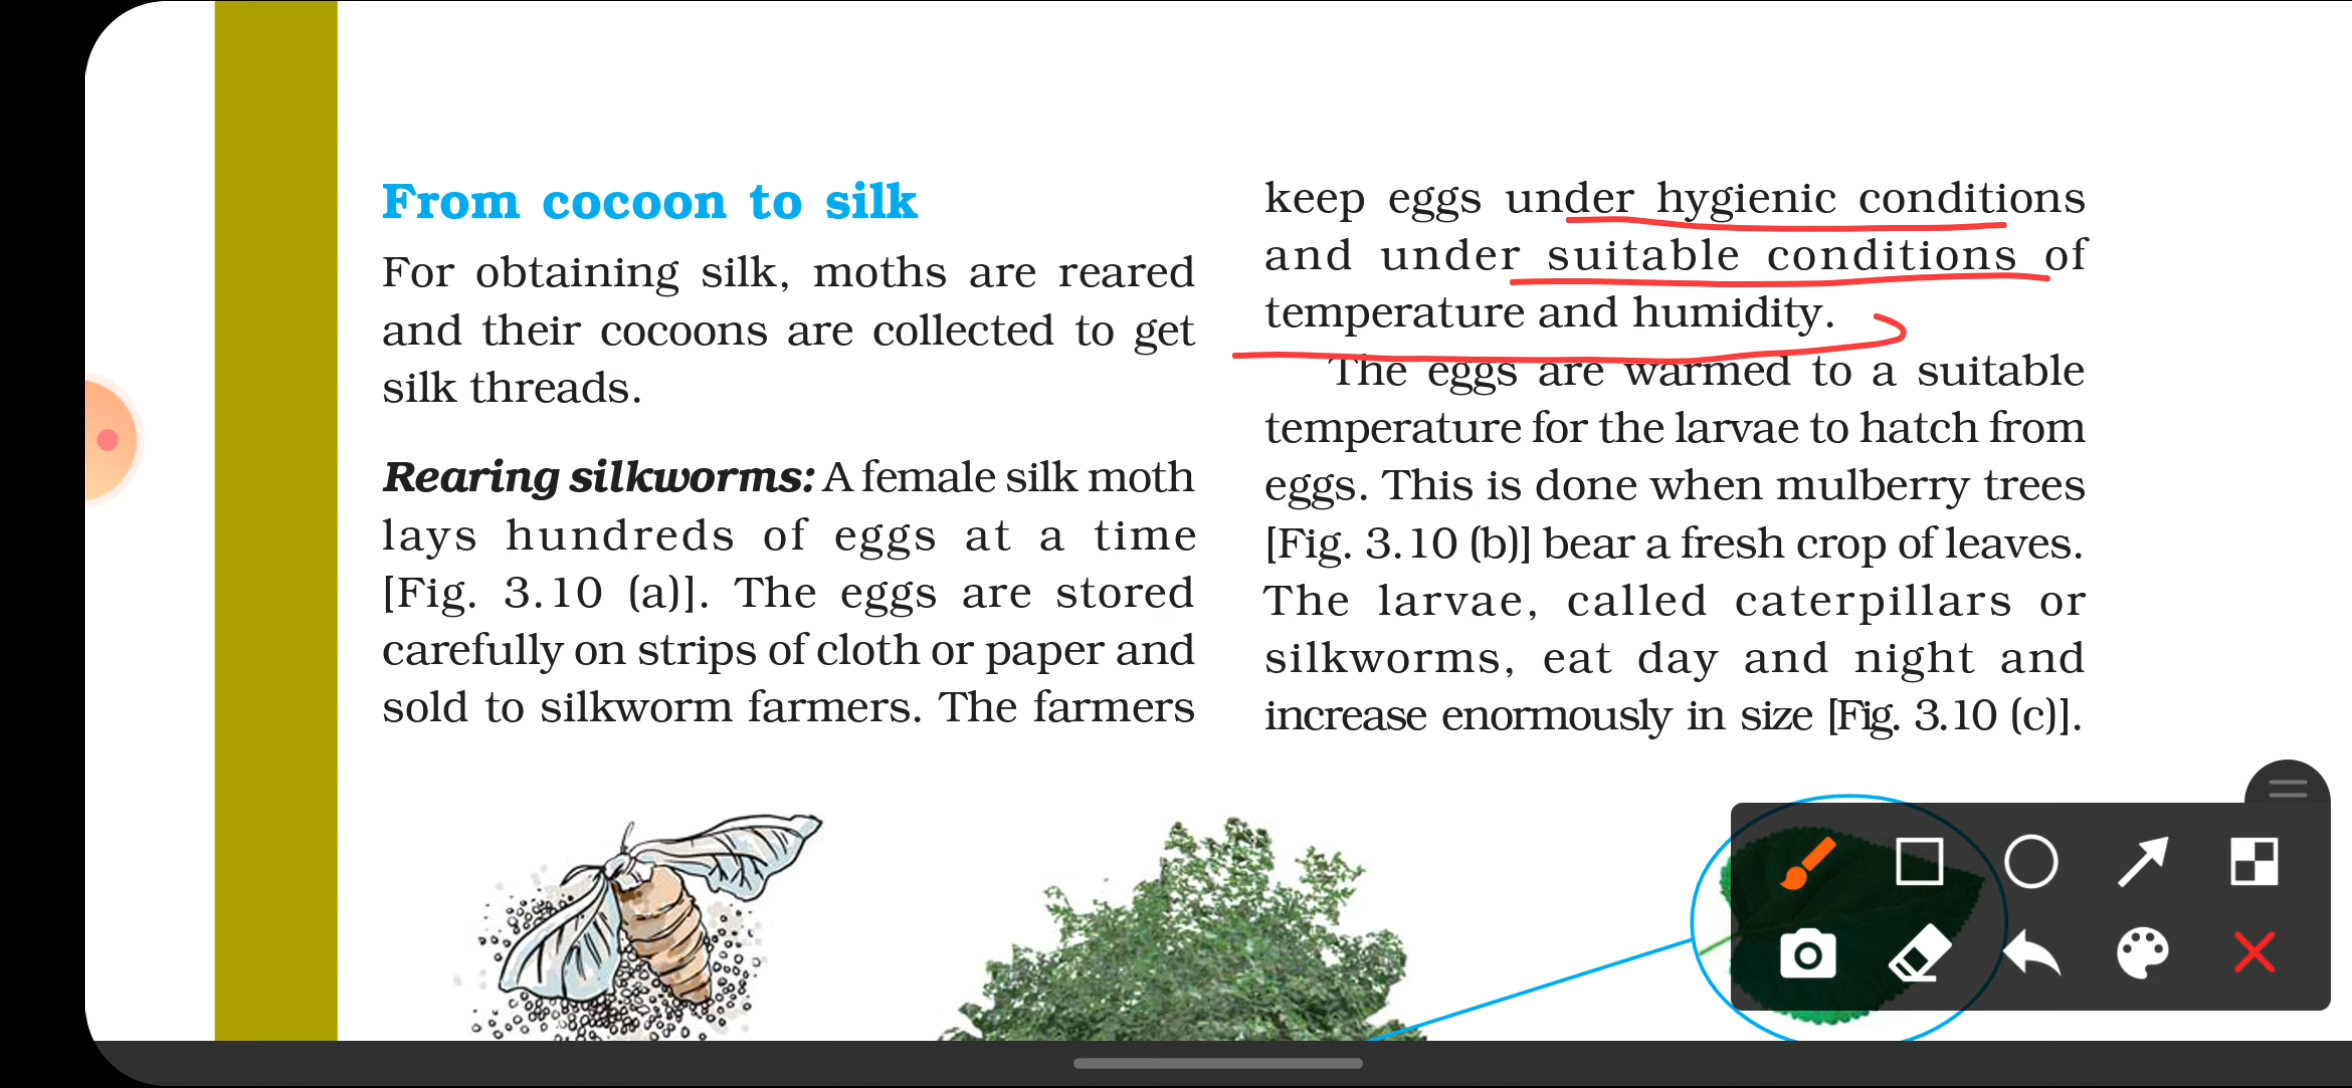 From cocoon to silk
For obtaining silk, moths are reared
and their cocoons are collected to get
silk threads.
Rearing silkworms: A female silk moth
lays hundreds of eggs at a time
[Fig. 3.10 (a)]. The eggs are stored
carefully on strips of cloth or paper and
sold to silkworm farmers. The farmers
keep eggs under hygienic conditions
and under suitable conditions of
temperature and humidity.
The eggs are warmed to a suitable
temperature for the larvae to hatch from
eggs. This is done when mulberry trees
[Fig. 3.10 (b)] bear a fresh crop of leaves.
The larvae, called caterpillars or
silkworms, eat day and night and
increase enormously in size [Fig. 3.10 (c)].